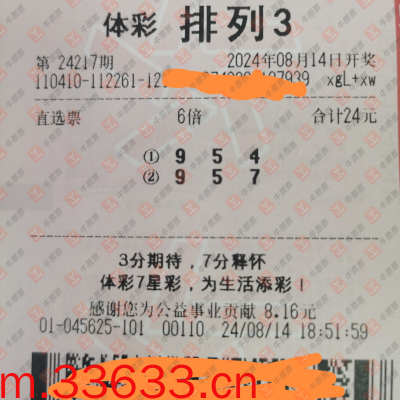 体彩 排列3
第 24217期 2024年08月14日开奖
110410-112261-12 xgL+xw
直选票 6倍 合计24元
① 9 5 4
② 9 5 7
3分期待，7分释怀
体彩7星彩，为生活添彩！
感谢您为公益事业贡献 8.16元
01-045625-101 00110 24/08/14 18:51:59
m.33633.cn